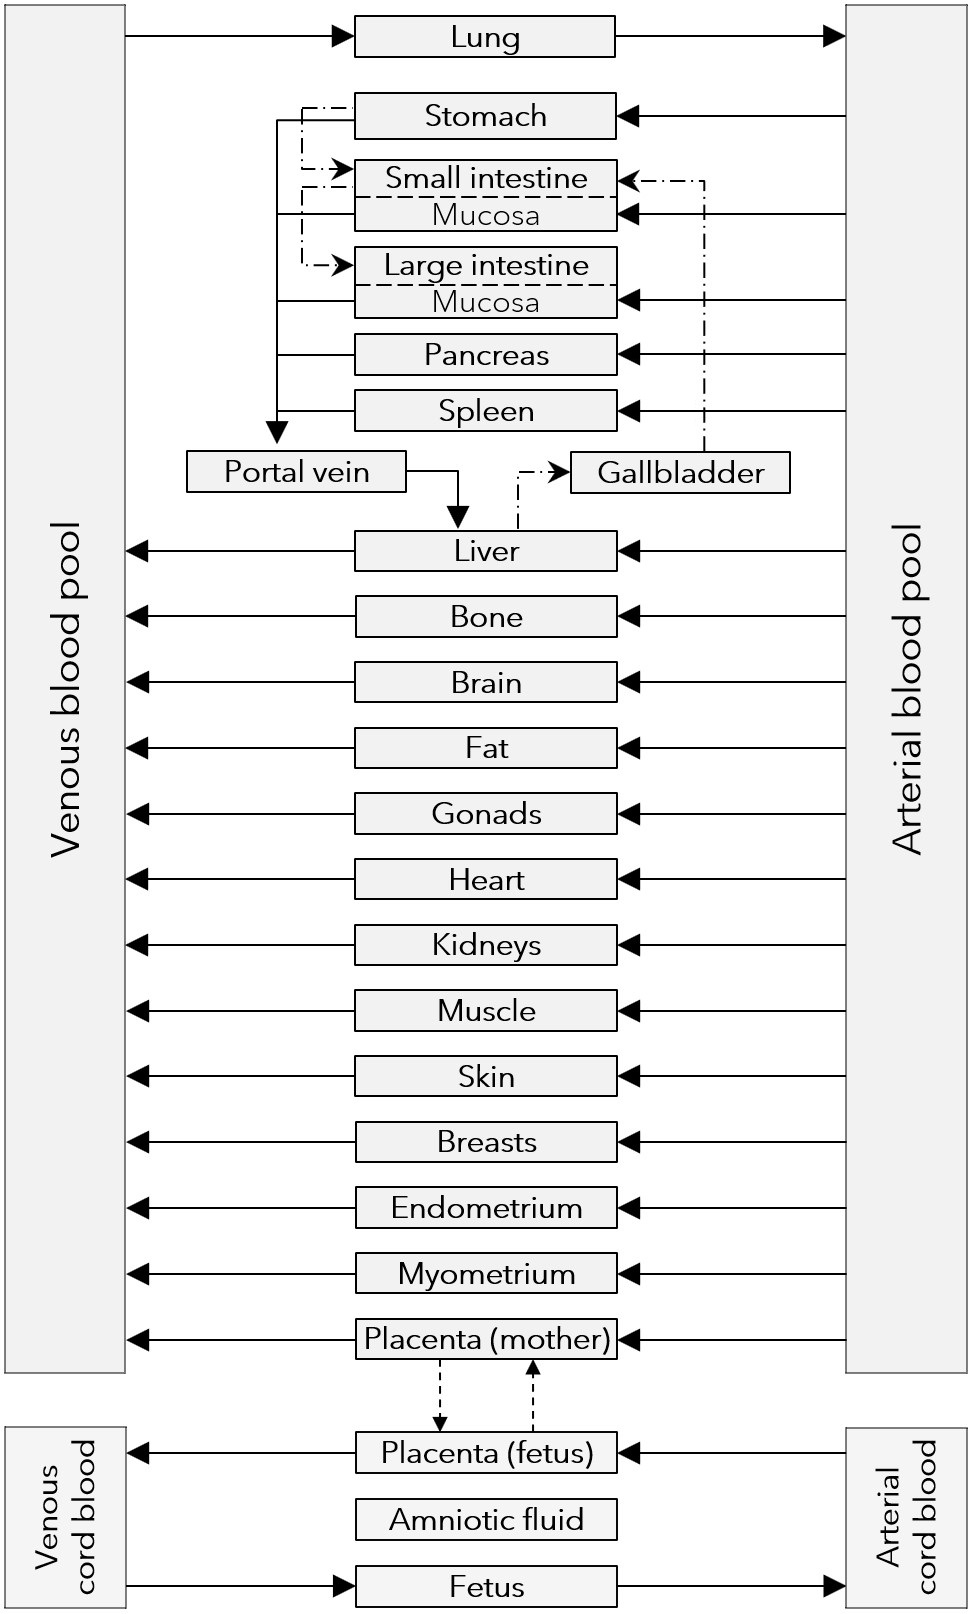 Lung
Stomach
Small intestine
Mucosa
Large intestine
Mucosa
Pancreas
Spleen
Portal vein
Gallbladder
Liver
Bone
Brain
Fat
Gonads
Heart
Kidneys
Muscle
Skin
Breasts
Endometrium
Myometrium
Placenta (mother)
Venous blood pool
Arterial blood pool
Placenta (fetus)
Amniotic fluid
Fetus
Venous
cord blood
Arterial
cord blood